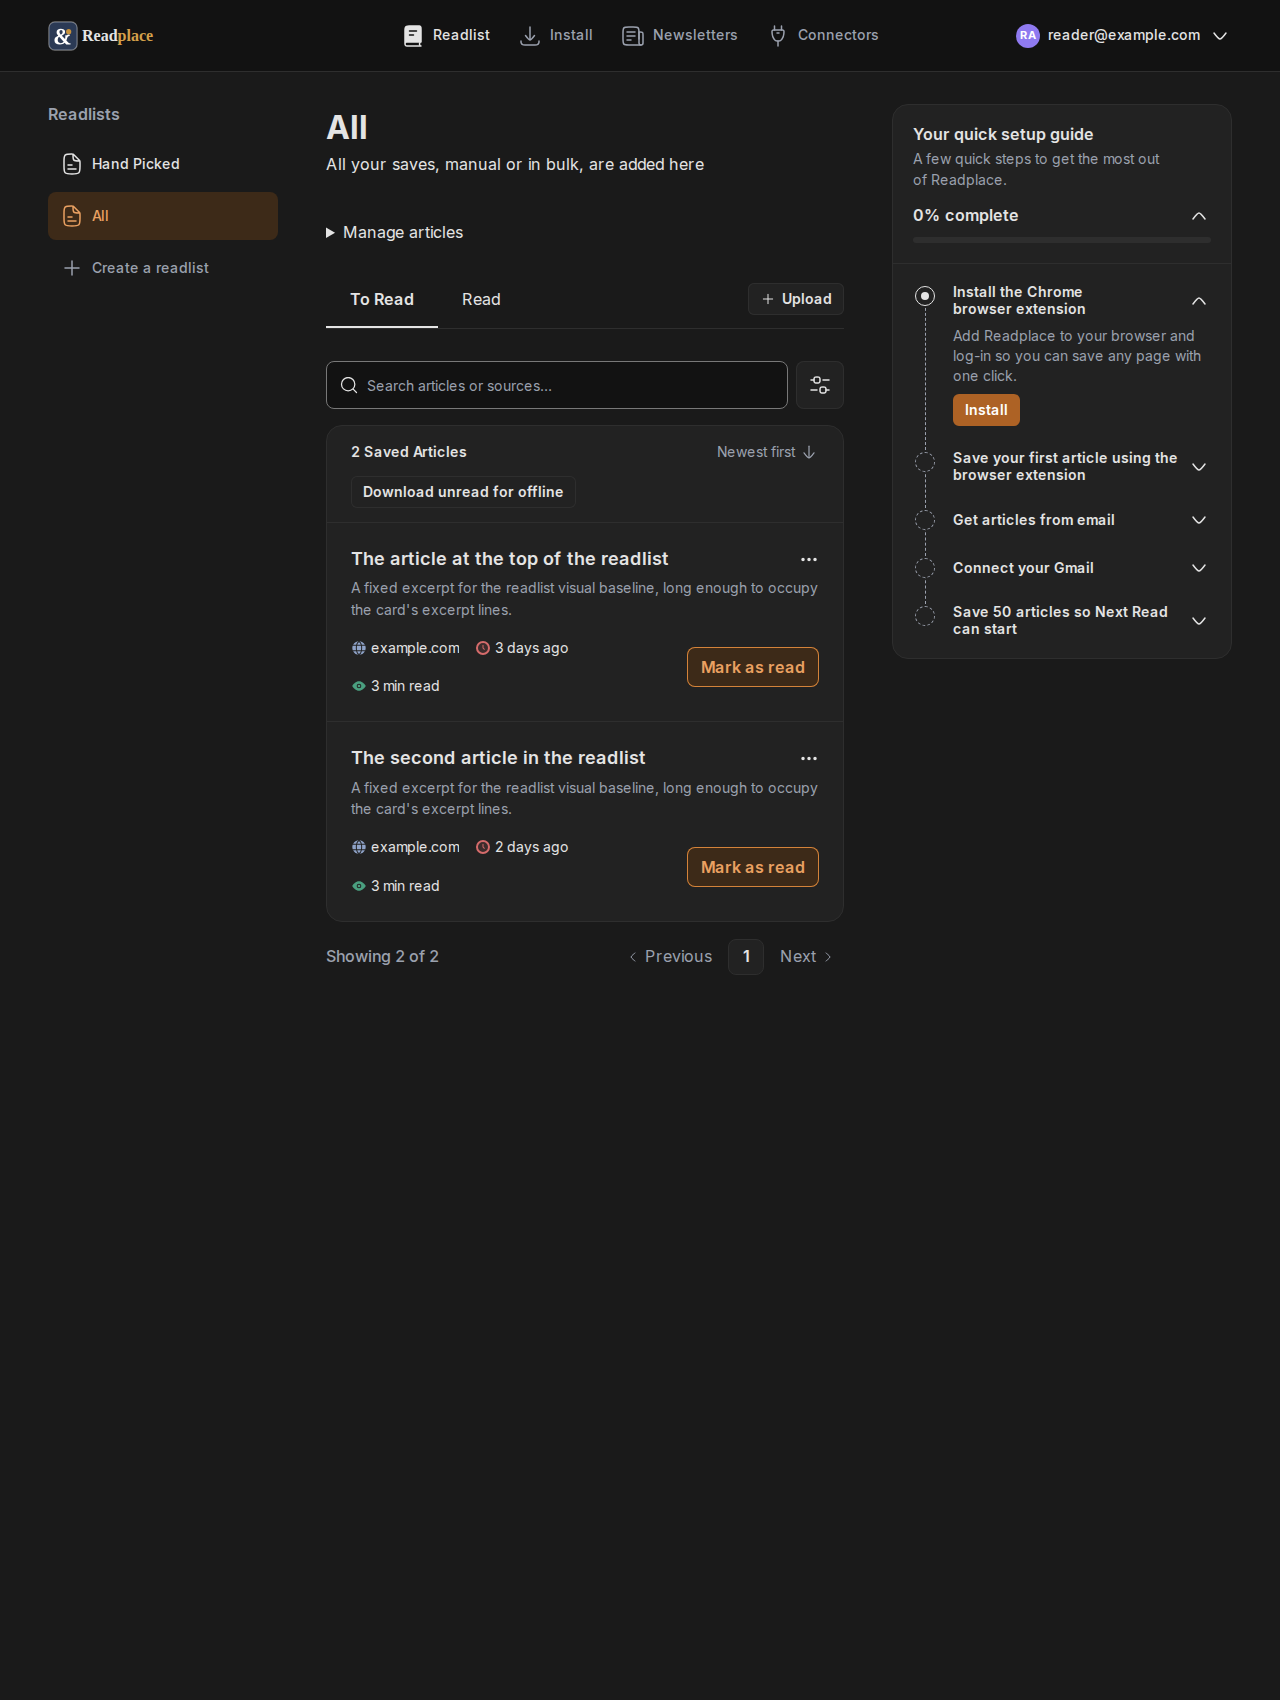 & Readplace
Readlist
Install
Newsletters
Connectors
RA reader@example.com
Readlists
Hand Picked
All
Create a readlist
All
All your saves, manual or in bulk, are added here
Manage articles
To Read
Read
Upload
Search articles or sources...
2 Saved Articles
Newest first
Download unread for offline
The article at the top of the readlist
A fixed excerpt for the readlist visual baseline, long enough to occupy
the card's excerpt lines.
example.com
3 days ago
3 min read
Mark as read
The second article in the readlist
A fixed excerpt for the readlist visual baseline, long enough to occupy
the card's excerpt lines.
example.com
2 days ago
3 min read
Mark as read
Showing 2 of 2
Previous
1
Next
Your quick setup guide
A few quick steps to get the most out
of Readplace.
0% complete
Install the Chrome
browser extension
Add Readplace to your browser and
log-in so you can save any page with
one click.
Install
Save your first article using the
browser extension
Get articles from email
Connect your Gmail
Save 50 articles so Next Read
can start